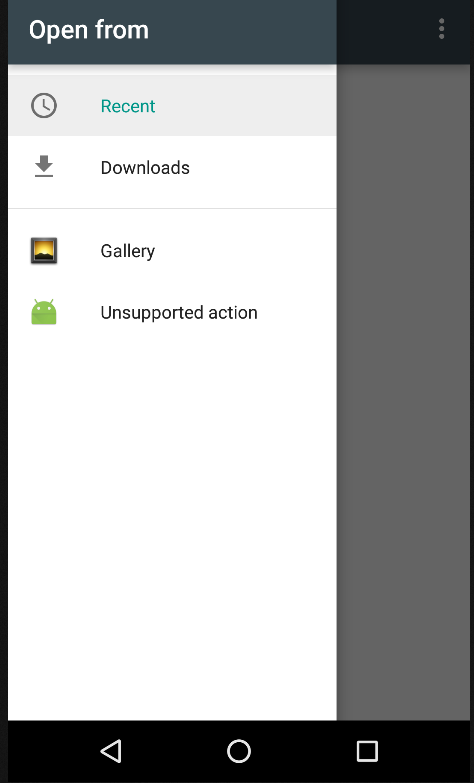 Open from
Recent
Downloads
Gallery
Unsupported action